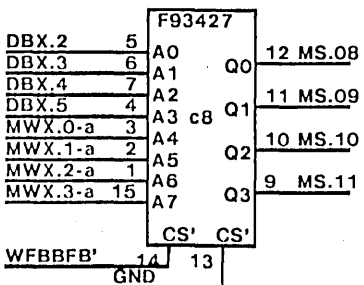 F93427
DBX.2 5 A0
DBX.3 6 A1
DBX.4 7 A2
DBX.5 4 A3
MWX.0-a 3 A4
MWX.1-a 2 A5
MWX.2-a 1 A6
MWX.3-a 15 A7
c8
Q0 12 MS.08
Q1 11 MS.09
Q2 10 MS.10
Q3 9 MS.11
CS' CS'
WFBBFB' 14 13
GND